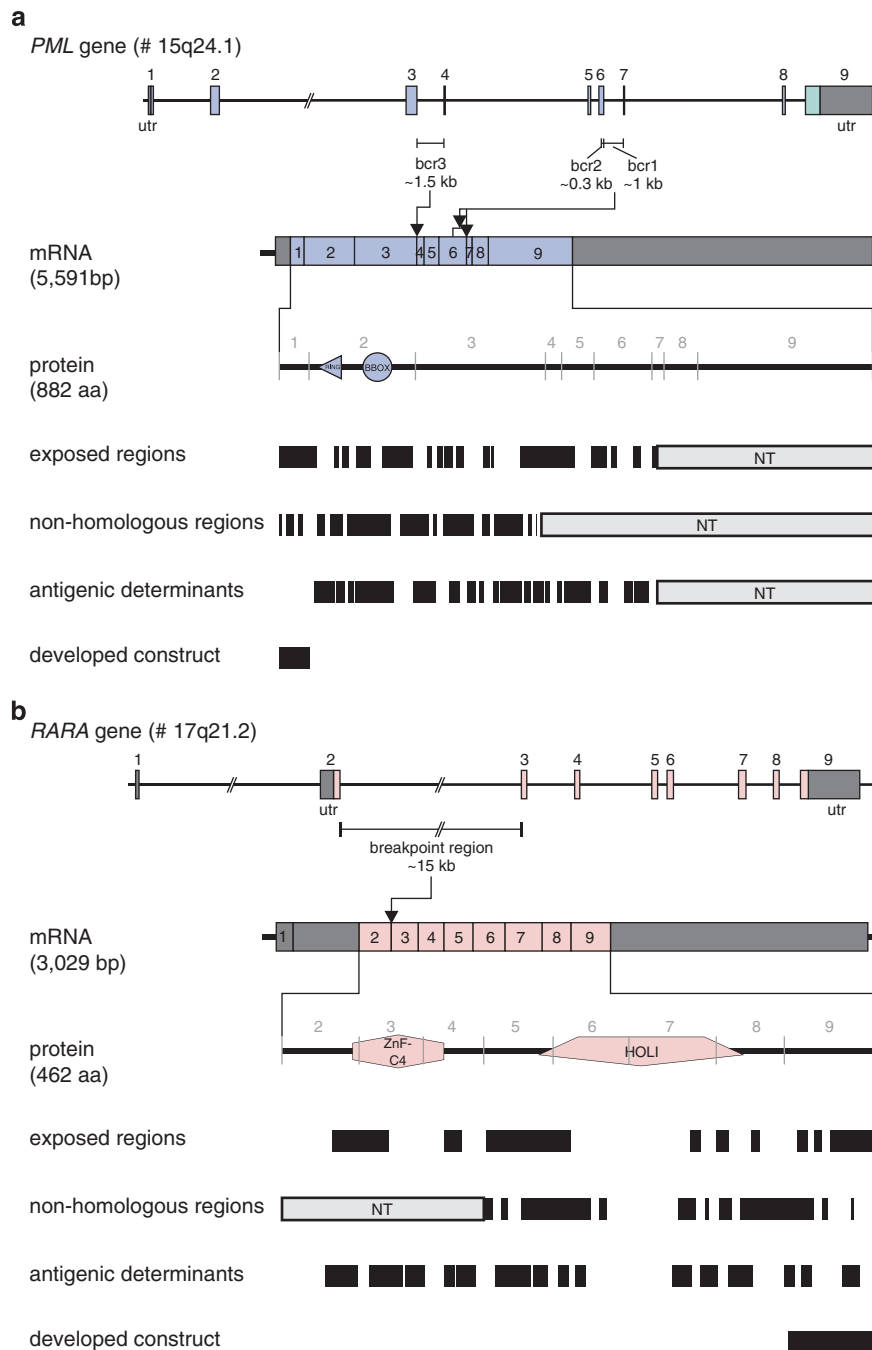 a
PML gene (# 15q24.1)
1 2 3 4 5 6 7 8 9
utr utr
bcr3 bcr2 bcr1
~1.5 kb ~0.3 kb ~1 kb
mRNA 1 2 3 4 5 6 7 8 9
(5,591bp)
1 2 3 4 5 6 7 8 9
protein RING BBOX
(882 aa)
exposed regions NT
non-homologous regions NT
antigenic determinants NT
developed construct
b
RARA gene (# 17q21.2)
1 2 3 4 5 6 7 8 9
utr utr
breakpoint region
~15 kb
mRNA 1 2 3 4 5 6 7 8 9
(3,029 bp)
2 3 4 5 6 7 8 9
protein ZnF-C4 HOLI
(462 aa)
exposed regions
non-homologous regions NT
antigenic determinants
developed construct